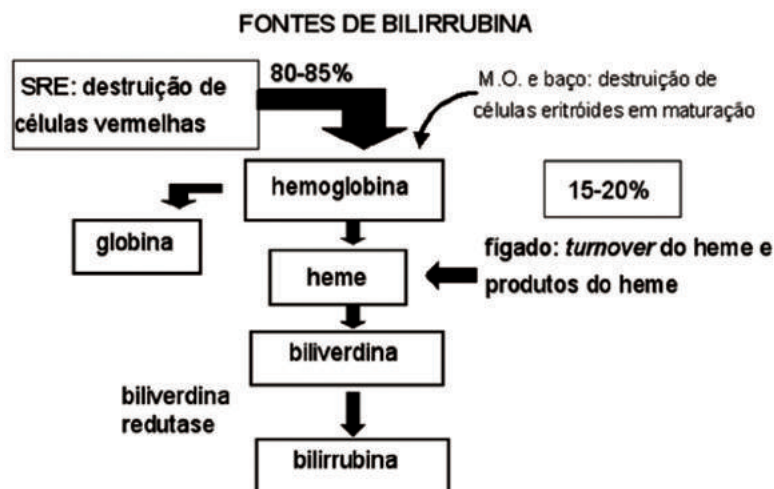 FONTES DE BILIRRUBINA
SRE: destruição de
células vermelhas
80-85%
M.O. e baço: destruição de
células eritróides em maturação
hemoglobina
15-20%
globina
fígado: turnover do heme e
produtos do heme
heme
biliverdina
biliverdina
redutase
bilirrubina